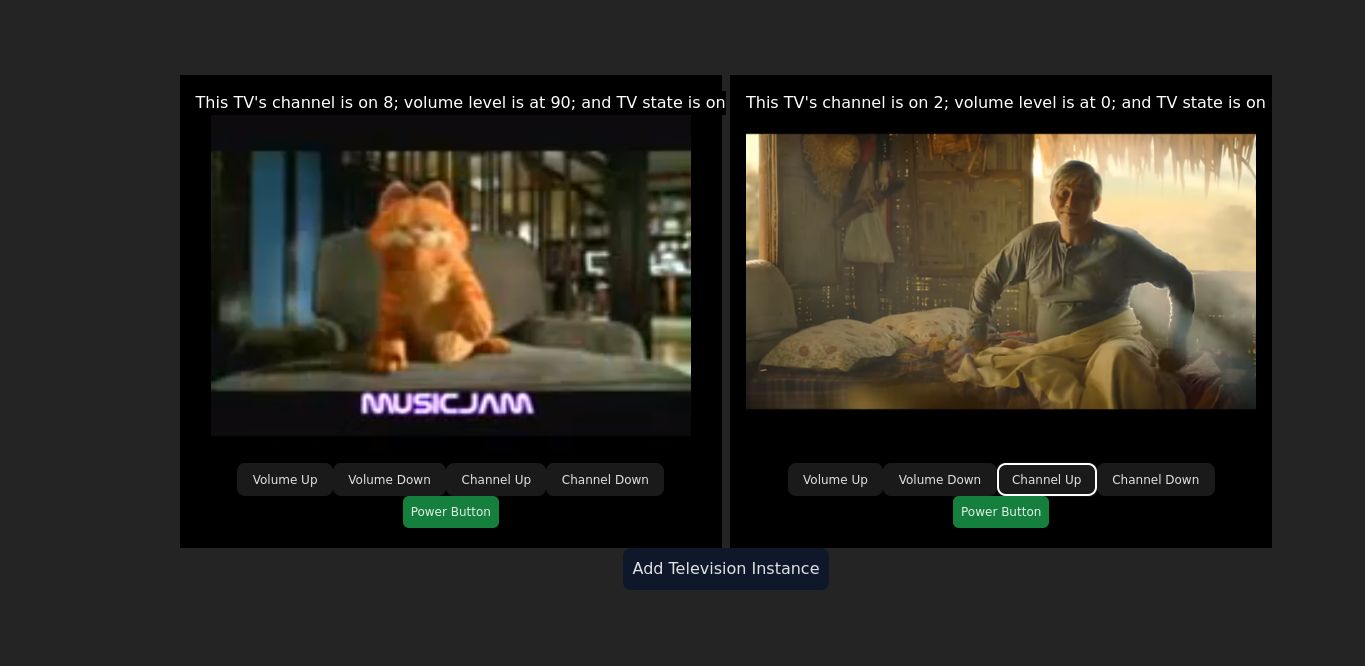 This TV's channel is on 8; volume level is at 90; and TV state is on
MUSICJAM
Volume Up Volume Down Channel Up Channel Down
Power Button
This TV's channel is on 2; volume level is at 0; and TV state is on
Volume Up Volume Down Channel Up Channel Down
Power Button
Add Television Instance